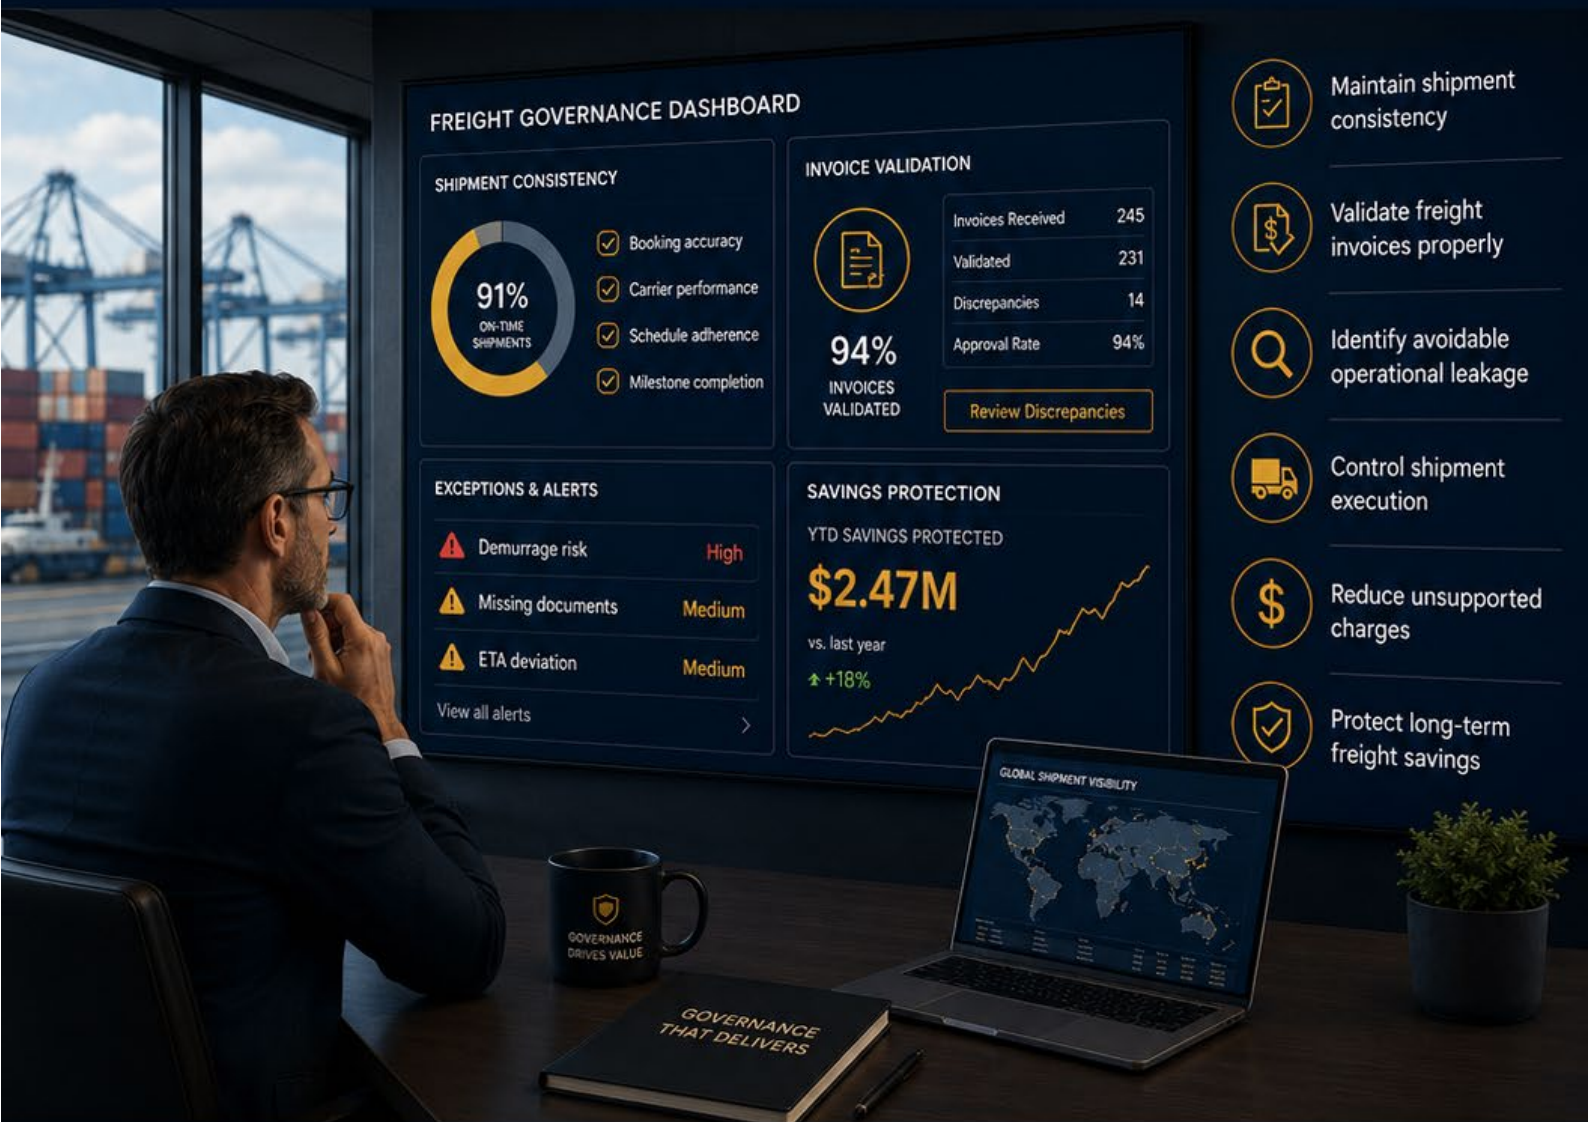 FREIGHT GOVERNANCE DASHBOARD
SHIPMENT CONSISTENCY
91%
ON-TIME
SHIPMENTS
Booking accuracy
Carrier performance
Schedule adherence
Milestone completion
INVOICE VALIDATION
94%
INVOICES
VALIDATED
Invoices Received 245
Validated 231
Discrepancies 14
Approval Rate 94%
Review Discrepancies
EXCEPTIONS & ALERTS
Demurrage risk High
Missing documents Medium
ETA deviation Medium
View all alerts
SAVINGS PROTECTION
YTD SAVINGS PROTECTED
$2.47M
vs. last year
+18%
Maintain shipment
consistency
Validate freight
invoices properly
Identify avoidable
operational leakage
Control shipment
execution
Reduce unsupported
charges
Protect long-term
freight savings
GLOBAL SHIPMENT VISIBILITY
GOVERNANCE
DRIVES VALUE
GOVERNANCE
THAT DELIVERS